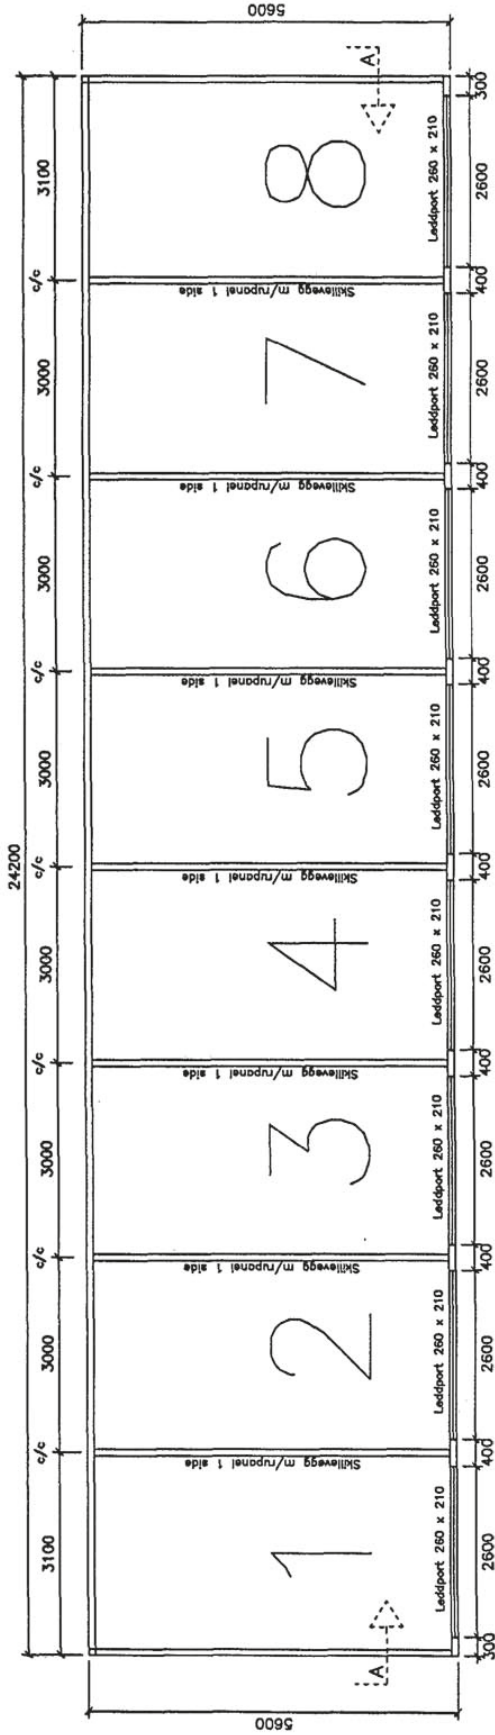 24200
3100 c/c 3000 c/c 3000 c/c 3000 c/c 3000 c/c 3000 c/c 3000 c/c 3100
5600
5600
1
2
3
4
5
6
7
8
Skillevegg m/rupanel 1 side
Skillevegg m/rupanel 1 side
Skillevegg m/rupanel 1 side
Skillevegg m/rupanel 1 side
Skillevegg m/rupanel 1 side
Skillevegg m/rupanel 1 side
Skillevegg m/rupanel 1 side
A
A
Leddport 260 x 210
Leddport 260 x 210
Leddport 260 x 210
Leddport 260 x 210
Leddport 260 x 210
Leddport 260 x 210
Leddport 260 x 210
Leddport 260 x 210
300 2600 400 2600 400 2600 400 2600 400 2600 400 2600 400 2600 400 2600 300